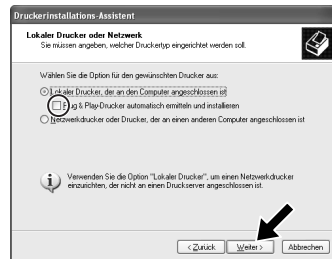 Druckerinstallations-Assistent
Lokaler Drucker oder Netzwerk
Sie müssen angeben, welcher Druckertyp eingerichtet werden soll.
Wählen Sie die Option für den gewünschten Drucker aus:
Lokaler Drucker, der an den Computer angeschlossen ist
Plug & Play-Drucker automatisch ermitteln und installieren
Netzwerkdrucker oder Drucker, der an einen anderen Computer angeschlossen ist
Verwenden Sie die Option "Lokaler Drucker", um einen Netzwerkdrucker
einzurichten, der nicht an einen Druckserver angeschlossen ist.
< Zurück
Weiter >
Abbrechen